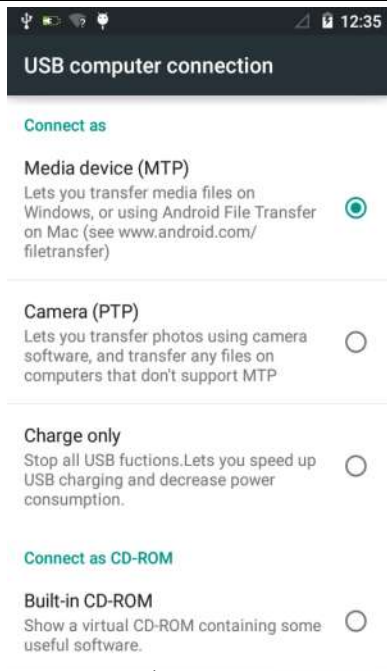 12:35
USB computer connection
Connect as
Media device (MTP)
Lets you transfer media files on
Windows, or using Android File Transfer
on Mac (see www.android.com/
filetransfer)
Camera (PTP)
Lets you transfer photos using camera
software, and transfer any files on
computers that don't support MTP
Charge only
Stop all USB fuctions.Lets you speed up
USB charging and decrease power
consumption.
Connect as CD-ROM
Built-in CD-ROM
Show a virtual CD-ROM containing some
useful software.